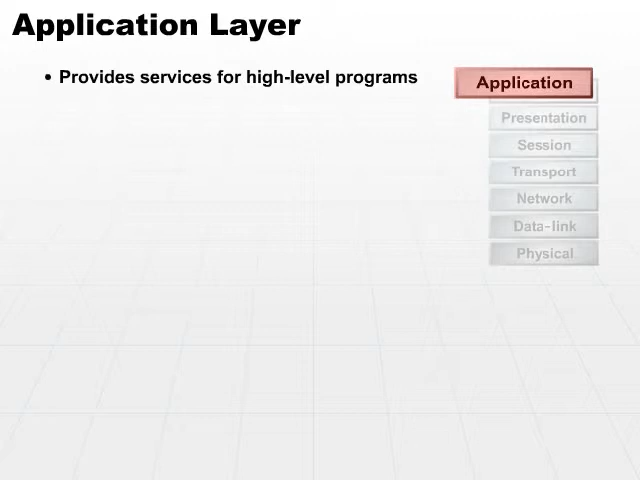 Application Layer
• Provides services for high-level programs
Application
Presentation
Session
Transport
Network
Data-link
Physical